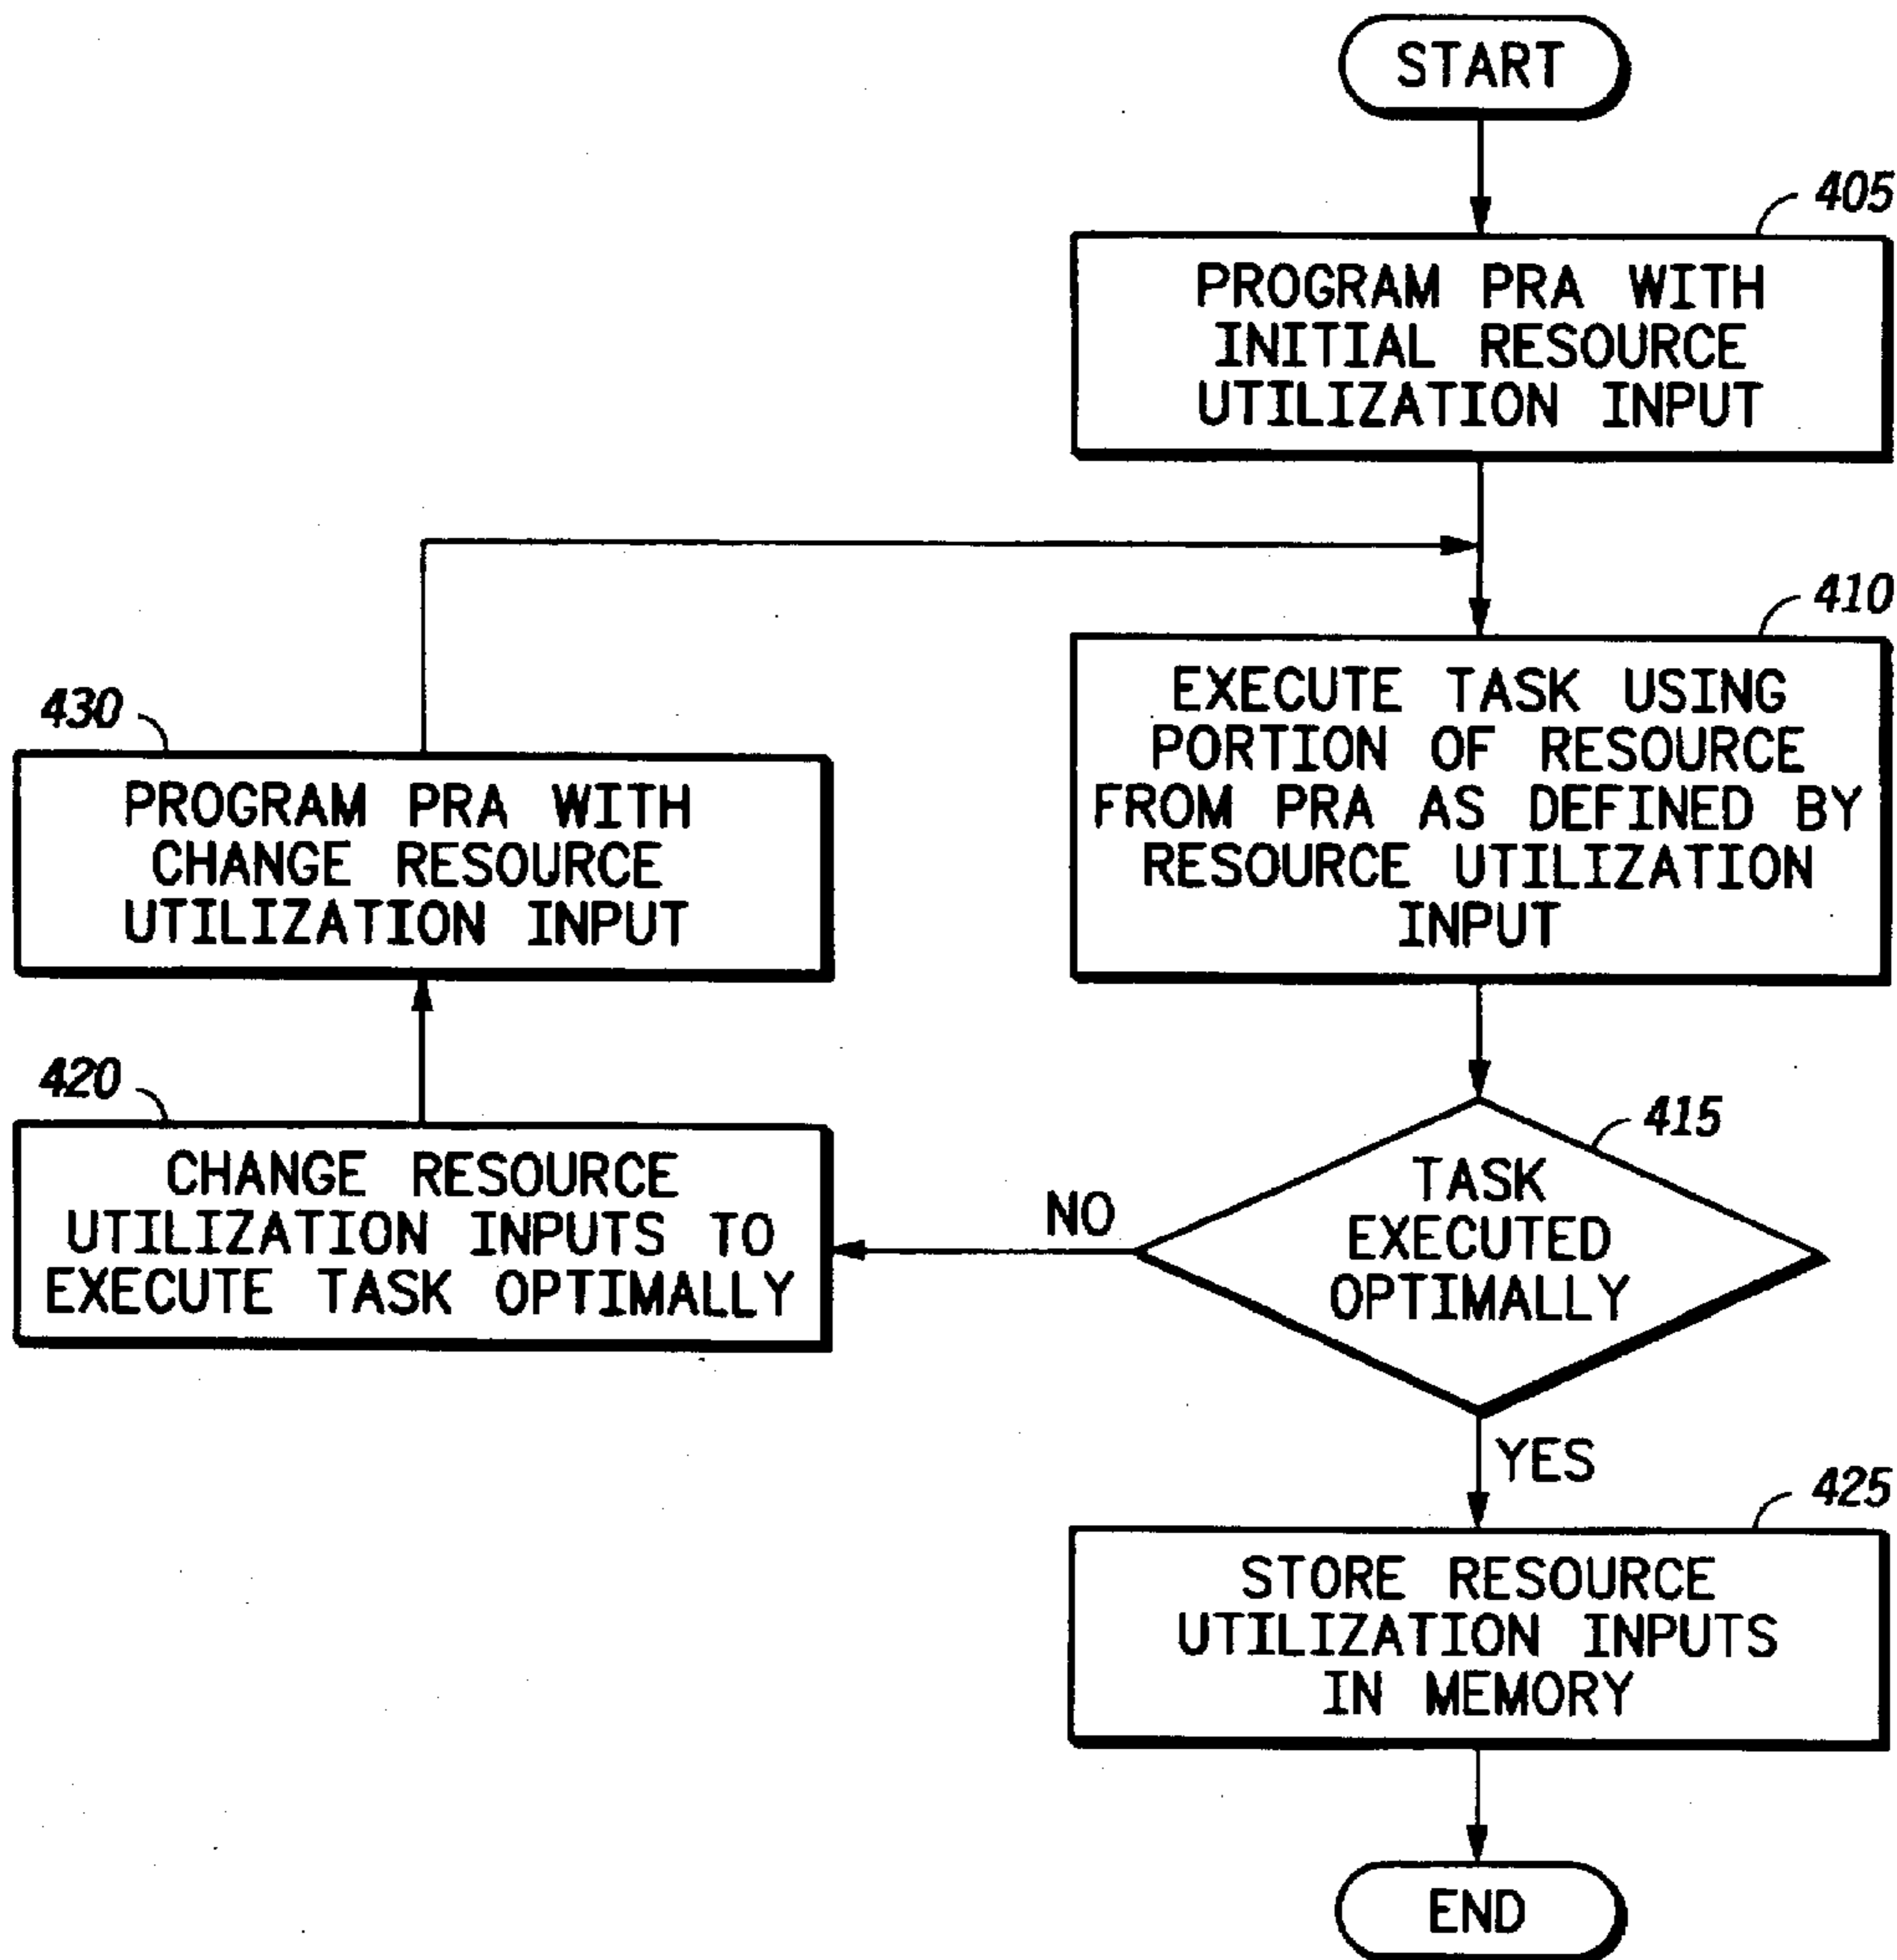 START
405
PROGRAM PRA WITH
INITIAL RESOURCE
UTILIZATION INPUT
410
EXECUTE TASK USING
PORTION OF RESOURCE
FROM PRA AS DEFINED BY
RESOURCE UTILIZATION
INPUT
430
PROGRAM PRA WITH
CHANGE RESOURCE
UTILIZATION INPUT
420
CHANGE RESOURCE
UTILIZATION INPUTS TO
EXECUTE TASK OPTIMALLY
NO
415
TASK
EXECUTED
OPTIMALLY
YES
425
STORE RESOURCE
UTILIZATION INPUTS
IN MEMORY
END